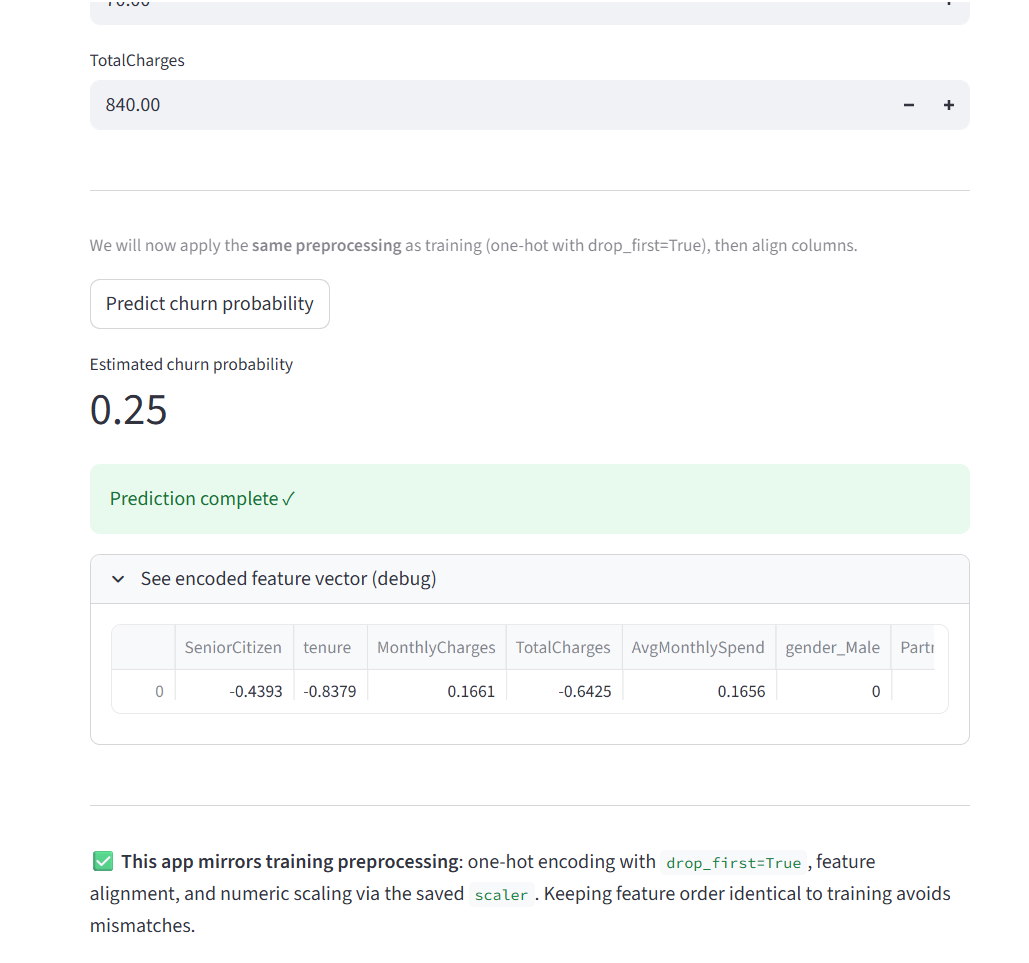 TotalCharges
840.00
We will now apply the same preprocessing as training (one-hot with drop_first=True), then align columns.
Predict churn probability
Estimated churn probability
0.25
Prediction complete ✓
See encoded feature vector (debug)
SeniorCitizen tenure MonthlyCharges TotalCharges AvgMonthlySpend gender_Male
0 -0.4393 -0.8379 0.1661 -0.6425 0.1656 0
✅ This app mirrors training preprocessing: one-hot encoding with drop_first=True , feature
alignment, and numeric scaling via the saved scaler . Keeping feature order identical to training avoids
mismatches.